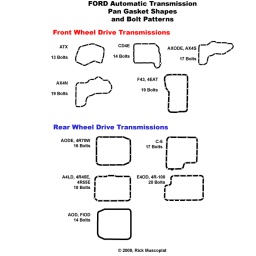 FORD Automatic Transmission
Pan Gasket Shapes
and Bolt Patterns
Front Wheel Drive Transmissions
ATX
13 Bolts
CD4E
14 Bolts
AXODE, AX4S
17 Bolts
AX4N
19 Bolts
F43, 4EAT
19 Bolts
Rear Wheel Drive Transmissions
AODE, 4R70W
16 Bolts
C-6
17 Bolts
A4LD, 4R44E,
4R55E
18 Bolts
E4OD, 4R-100
20 Bolts
AOD, FIOD
14 Bolts
© 2009, Rick Muscoplat